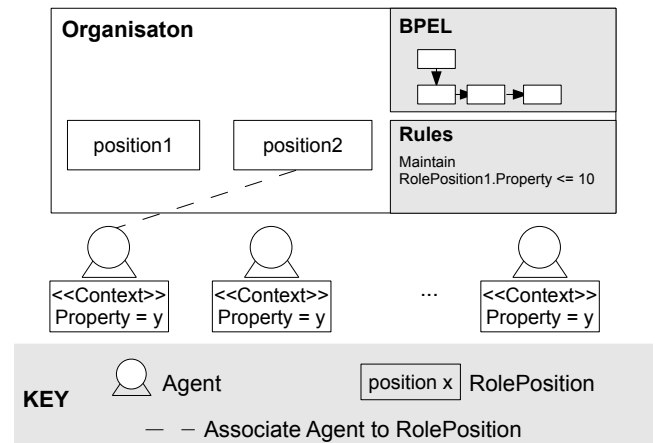 Organisaton
BPEL
position1
position2
Rules
Maintain
RolePosition1.Property <= 10
<<Context>>
Property = y
<<Context>>
Property = y
...
<<Context>>
Property = y
KEY
Agent
position x
RolePosition
Associate Agent to RolePosition